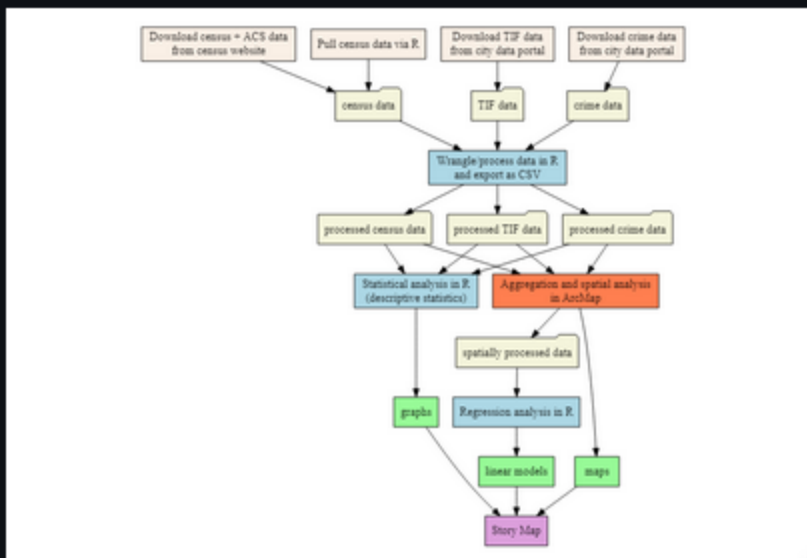 Download census + ACS data
from census website
Pull census data via R
Download TIF data
from city data portal
Download crime data
from city data portal
census data
TIF data
crime data
Wrangle/process data in R
and export as CSV
processed census data
processed TIF data
processed crime data
Statistical analysis in R
(descriptive statistics)
Aggregation and spatial analysis
in ArcMap
spatially processed data
graphs
Regression analysis in R
linear models
maps
Story Map